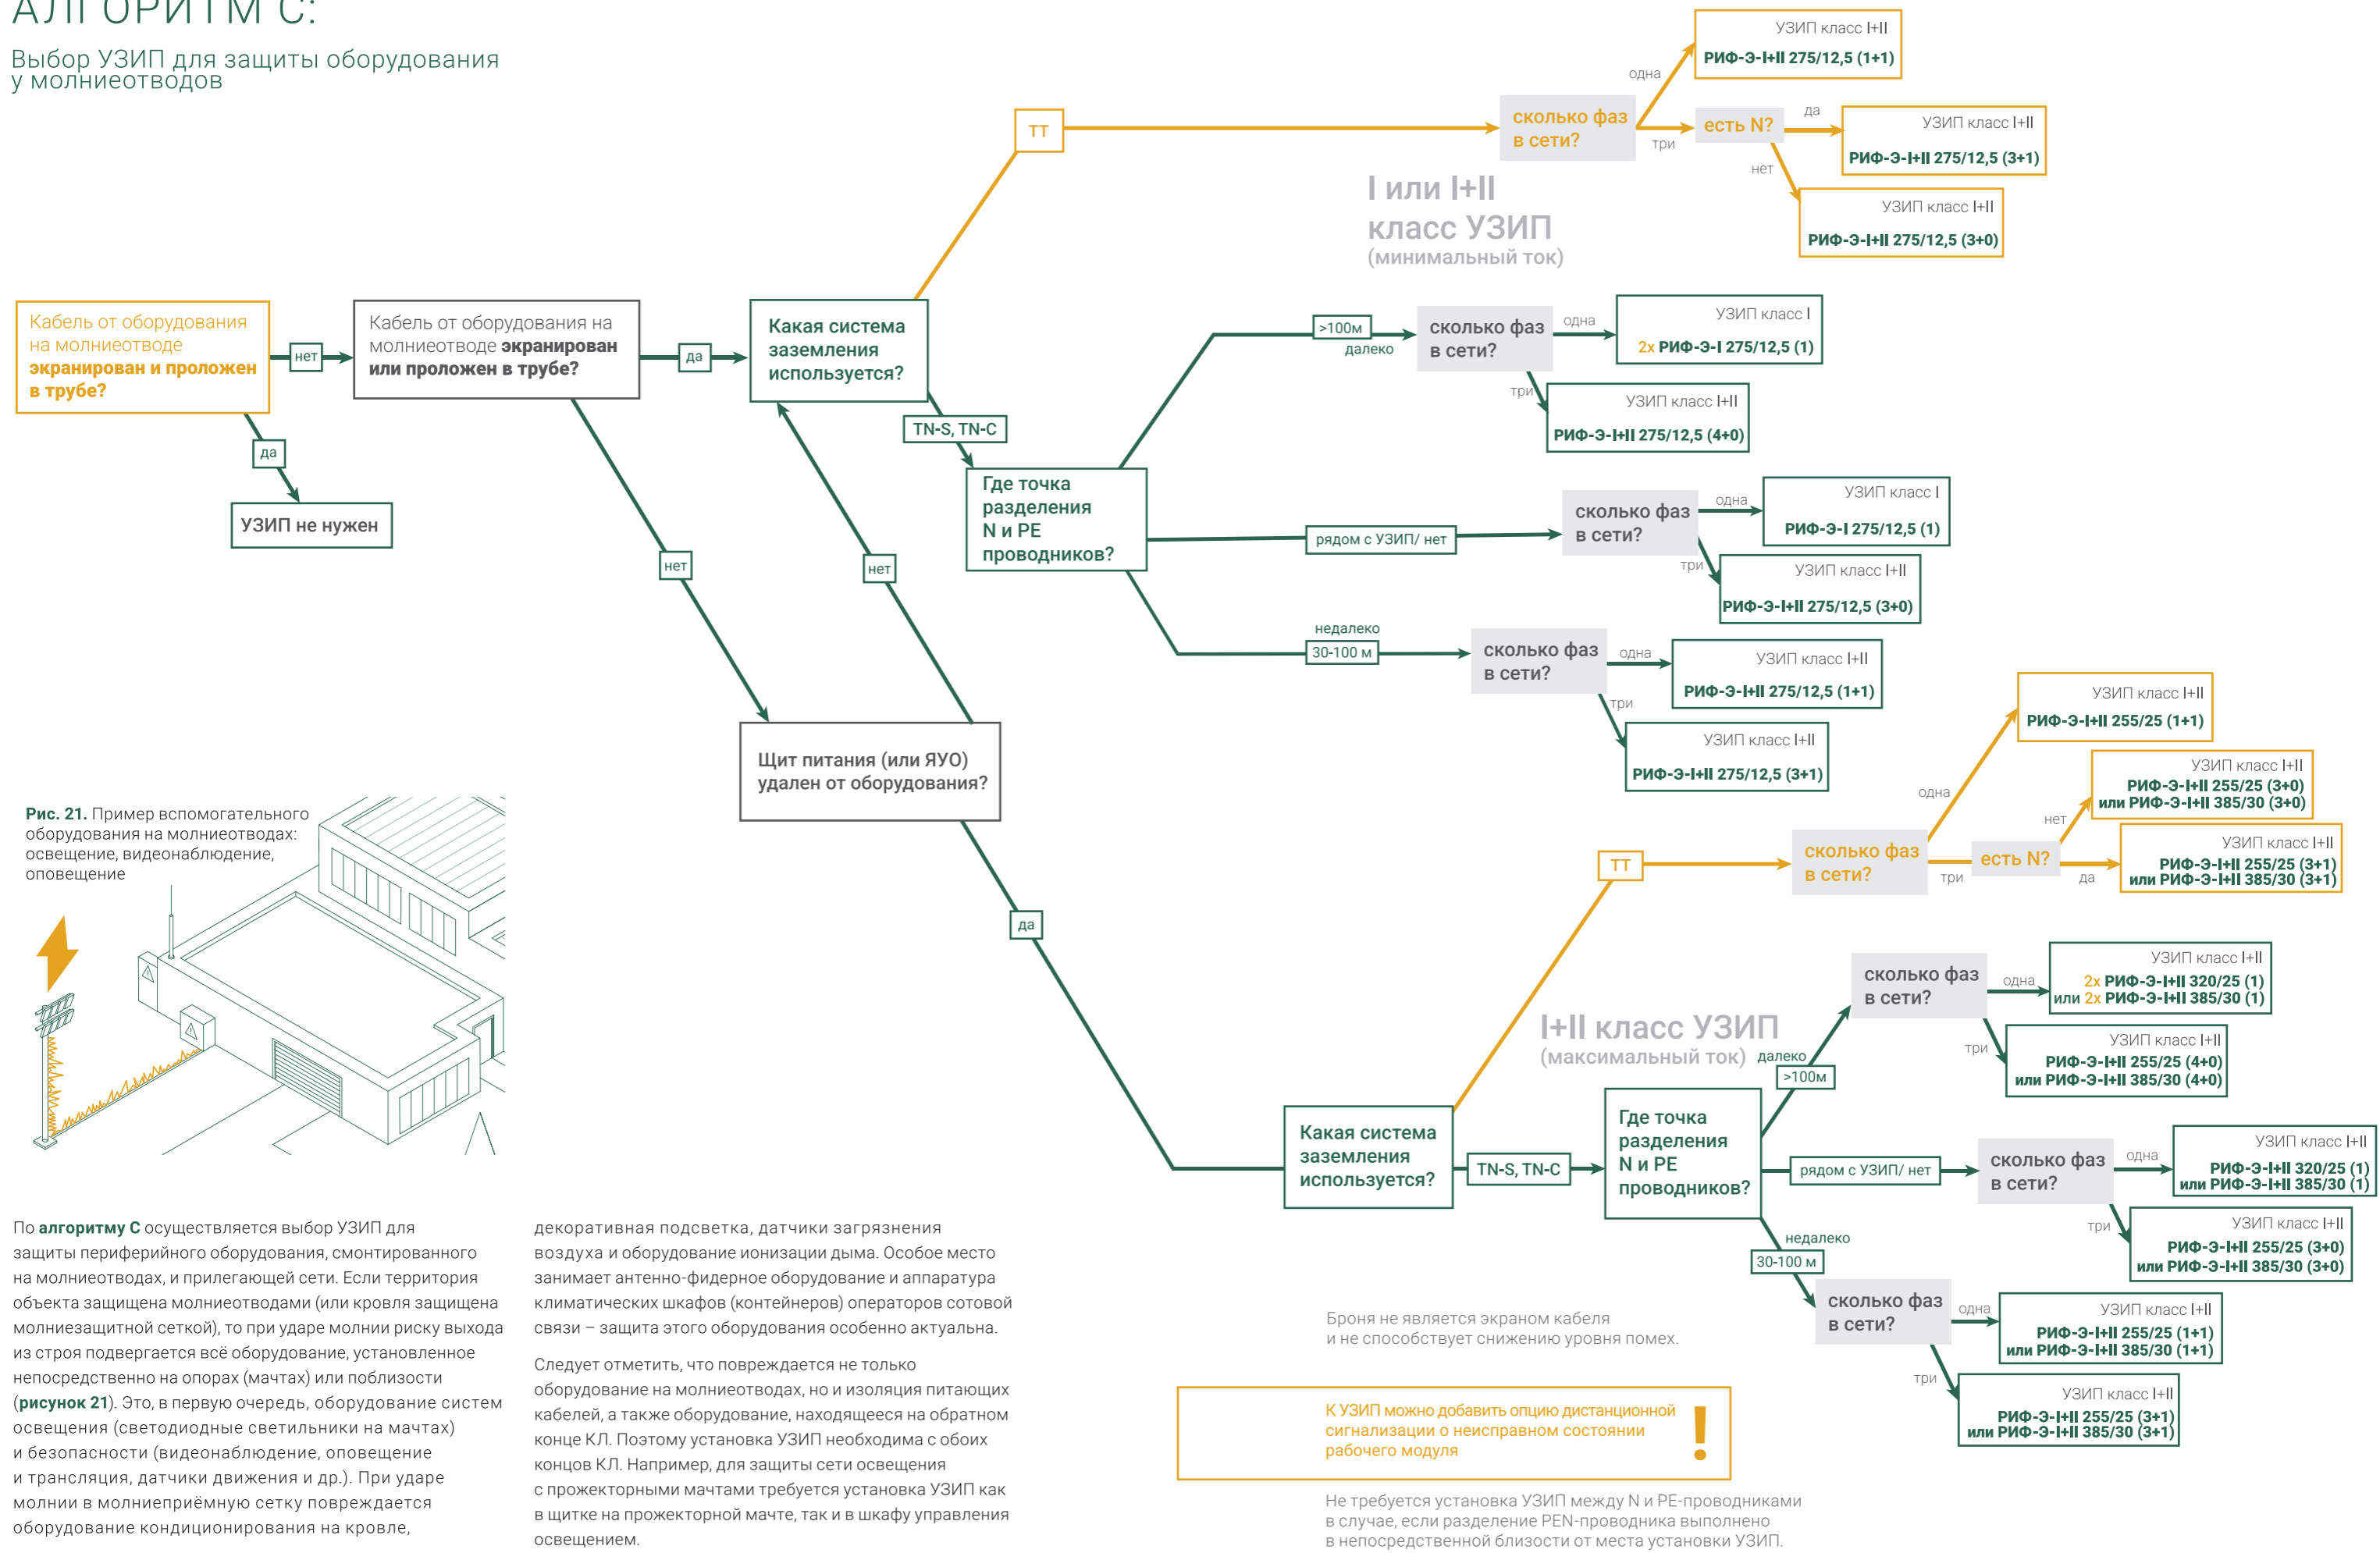 АЛГОРИТМ С:
Выбор УЗИП для защиты оборудования
у молниеотводов
Кабель от оборудования
на молниеотводе
экранирован и проложен
в трубе?
нет
да
УЗИП не нужен
Кабель от оборудования на
молниеотводе экранирован
или проложен в трубе?
да
нет
Какая система
заземления
используется?
TT
сколько фаз
в сети?
одна
УЗИП класс I+II
РИФ-Э-I+II 275/12,5 (1+1)
три
есть N?
да
УЗИП класс I+II
РИФ-Э-I+II 275/12,5 (3+1)
нет
УЗИП класс I+II
РИФ-Э-I+II 275/12,5 (3+0)
I или I+II
класс УЗИП
(минимальный ток)
TN-S, TN-C
Где точка
разделения
N и PE
проводников?
>100м
далеко
сколько фаз
в сети?
одна
УЗИП класс I
2x РИФ-Э-I 275/12,5 (1)
три
УЗИП класс I+II
РИФ-Э-I+II 275/12,5 (4+0)
рядом с УЗИП/ нет
сколько фаз
в сети?
одна
УЗИП класс I
РИФ-Э-I 275/12,5 (1)
три
УЗИП класс I+II
РИФ-Э-I+II 275/12,5 (3+0)
недалеко
30-100 м
сколько фаз
в сети?
одна
УЗИП класс I+II
РИФ-Э-I+II 275/12,5 (1+1)
три
УЗИП класс I+II
РИФ-Э-I+II 275/12,5 (3+1)
Щит питания (или ЯУО)
удален от оборудования?
нет
да
Какая система
заземления
используется?
TT
сколько фаз
в сети?
одна
УЗИП класс I+II
РИФ-Э-I+II 255/25 (1+1)
три
есть N?
нет
УЗИП класс I+II
РИФ-Э-I+II 255/25 (3+0)
или РИФ-Э-I+II 385/30 (3+0)
да
УЗИП класс I+II
РИФ-Э-I+II 255/25 (3+1)
или РИФ-Э-I+II 385/30 (3+1)
I+II класс УЗИП
(максимальный ток)
TN-S, TN-C
Где точка
разделения
N и PE
проводников?
далеко
>100м
сколько фаз
в сети?
одна
УЗИП класс I+II
2x РИФ-Э-I+II 320/25 (1)
или 2x РИФ-Э-I+II 385/30 (1)
три
УЗИП класс I+II
РИФ-Э-I+II 255/25 (4+0)
или РИФ-Э-I+II 385/30 (4+0)
рядом с УЗИП/ нет
сколько фаз
в сети?
одна
УЗИП класс I+II
РИФ-Э-I+II 320/25 (1)
или РИФ-Э-I+II 385/30 (1)
три
УЗИП класс I+II
РИФ-Э-I+II 255/25 (3+0)
или РИФ-Э-I+II 385/30 (3+0)
недалеко
30-100 м
сколько фаз
в сети?
одна
УЗИП класс I+II
РИФ-Э-I+II 255/25 (1+1)
или РИФ-Э-I+II 385/30 (1+1)
три
УЗИП класс I+II
РИФ-Э-I+II 255/25 (3+1)
или РИФ-Э-I+II 385/30 (3+1)
Рис. 21. Пример вспомогательного
оборудования на молниеотводах:
освещение, видеонаблюдение,
оповещение
По алгоритму С осуществляется выбор УЗИП для
защиты периферийного оборудования, смонтированного
на молниеотводах, и прилегающей сети. Если территория
объекта защищена молниеотводами (или кровля защищена
молниезащитной сеткой), то при ударе молнии риску выхода
из строя подвергается всё оборудование, установленное
непосредственно на опорах (мачтах) или поблизости
(рисунок 21). Это, в первую очередь, оборудование систем
освещения (светодиодные светильники на мачтах)
и безопасности (видеонаблюдение, оповещение
и трансляция, датчики движения и др.). При ударе
молнии в молниеприёмную сетку повреждается
оборудование кондиционирования на кровле,
декоративная подсветка, датчики загрязнения
воздуха и оборудование ионизации дыма. Особое место
занимает антенно-фидерное оборудование и аппаратура
климатических шкафов (контейнеров) операторов сотовой
связи – защита этого оборудования особенно актуальна.
Следует отметить, что повреждается не только
оборудование на молниеотводах, но и изоляция питающих
кабелей, а также оборудование, находящееся на обратном
конце КЛ. Поэтому установка УЗИП необходима с обоих
концов КЛ. Например, для защиты сети освещения
с прожекторными мачтами требуется установка УЗИП как
в щитке на прожекторной мачте, так и в шкафу управления
освещением.
Броня не является экраном кабеля
и не способствует снижению уровня помех.
К УЗИП можно добавить опцию дистанционной
сигнализации о неисправном состоянии
рабочего модуля
!
Не требуется установка УЗИП между N и PE-проводниками
в случае, если разделение PEN-проводника выполнено
в непосредственной близости от места установки УЗИП.